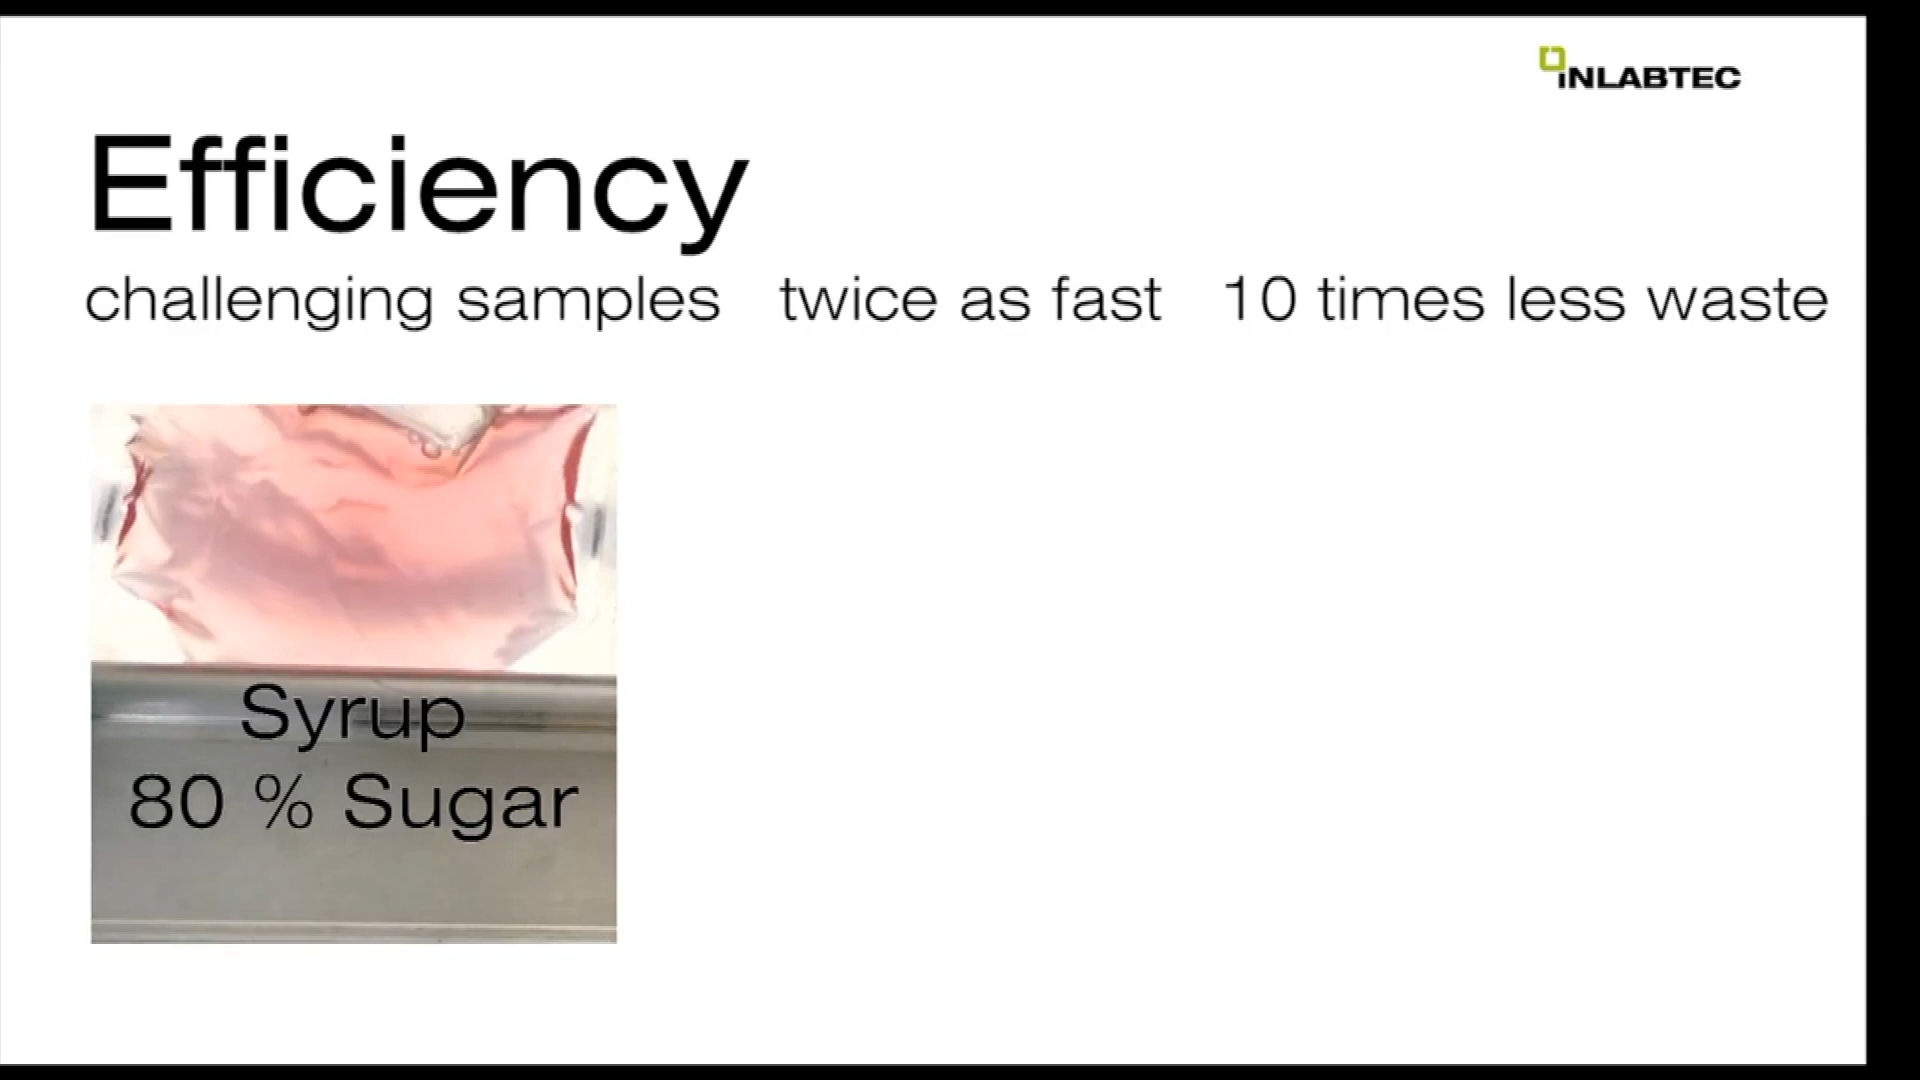 iNLABTEC
Efficiency
challenging samples twice as fast 10 times less waste
Syrup
80 % Sugar